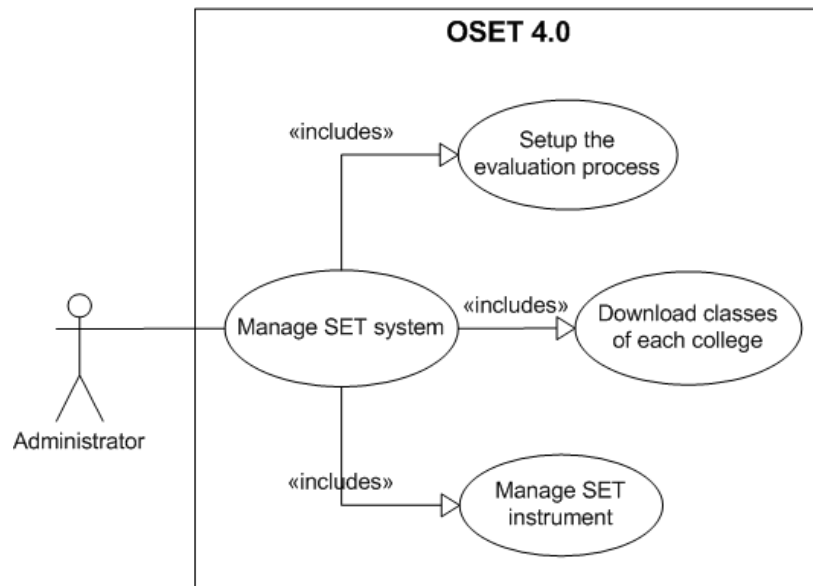 OSET 4.0
«includes»
Setup the
evaluation process
Manage SET system
«includes»
Download classes
of each college
Administrator
«includes»
Manage SET
instrument